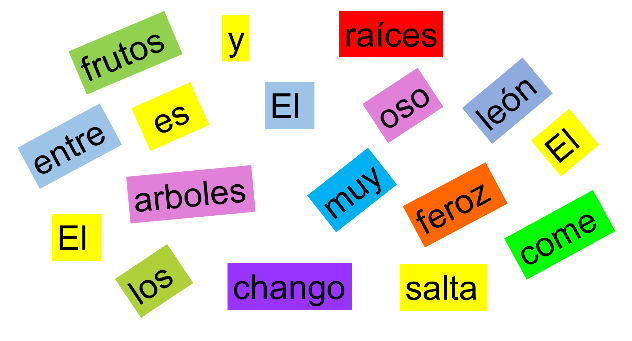 frutos
y
raíces
entre
es
El
oso
león
El
arboles
muy
feroz
El
los
chango
salta
come